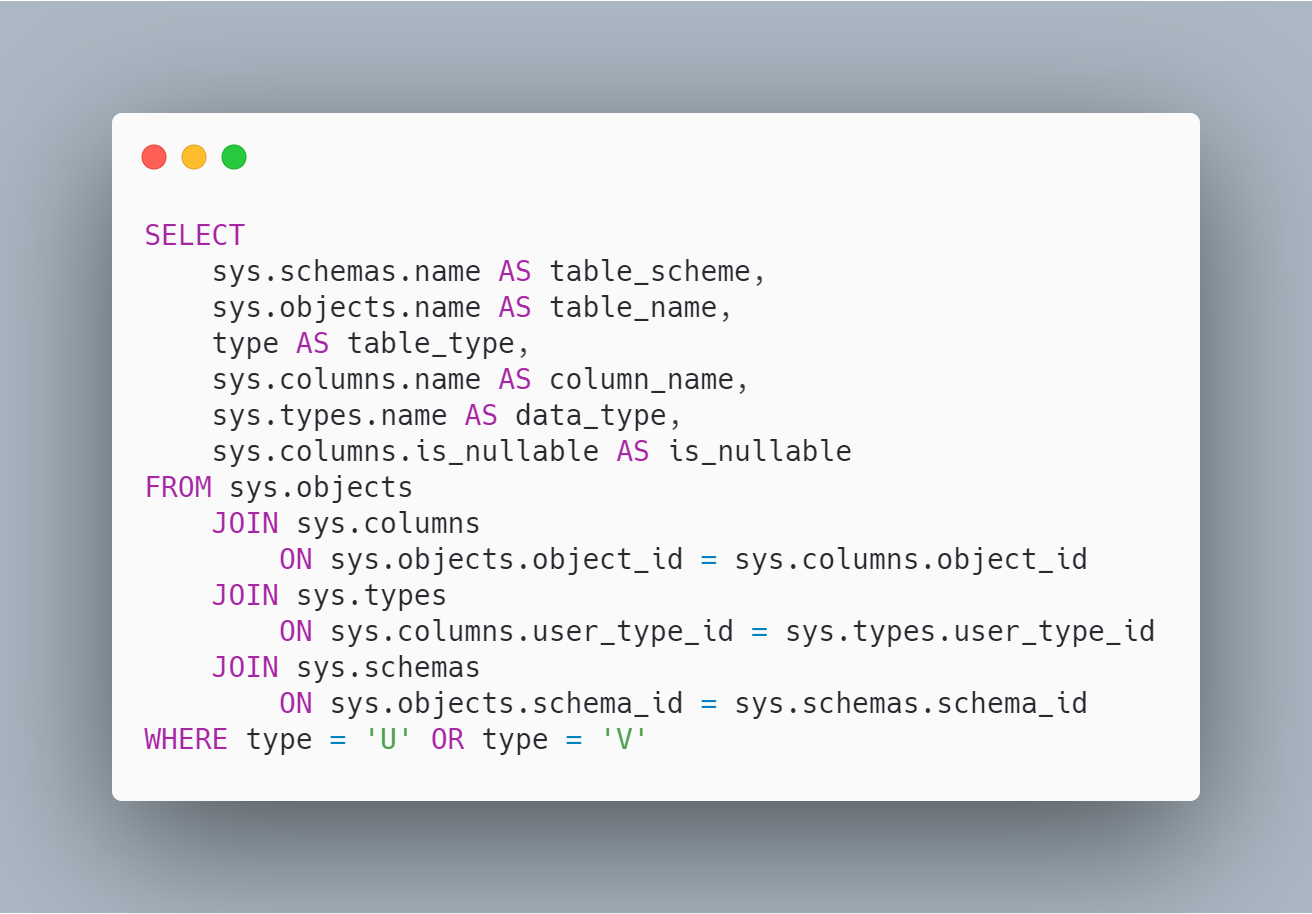 SELECT
    sys.schemas.name AS table_scheme,
    sys.objects.name AS table_name,
    type AS table_type,
    sys.columns.name AS column_name,
    sys.types.name AS data_type,
    sys.columns.is_nullable AS is_nullable
FROM sys.objects
    JOIN sys.columns
        ON sys.objects.object_id = sys.columns.object_id
    JOIN sys.types
        ON sys.columns.user_type_id = sys.types.user_type_id
    JOIN sys.schemas
        ON sys.objects.schema_id = sys.schemas.schema_id
WHERE type = 'U' OR type = 'V'